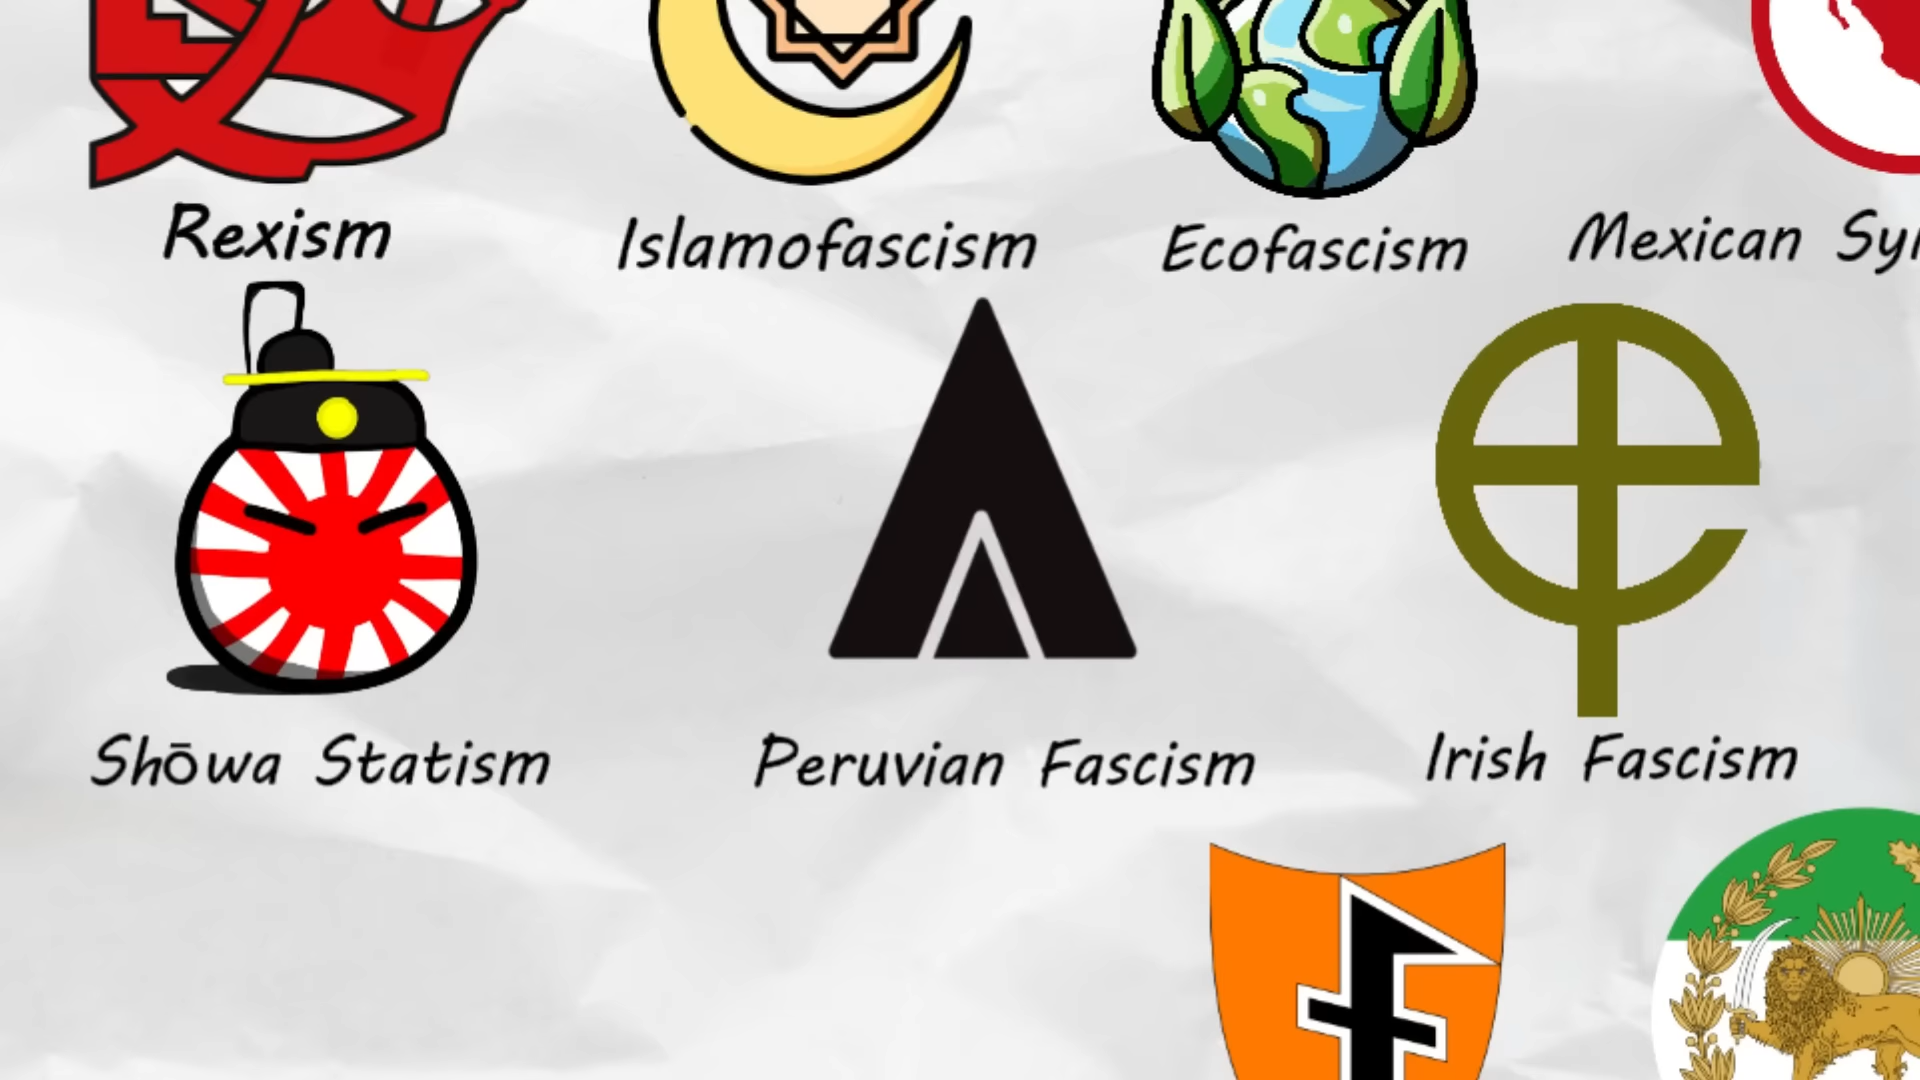 Rexism
Islamofascism
Ecofascism
Mexican
Shōwa Statism
Peruvian Fascism
Irish Fascism